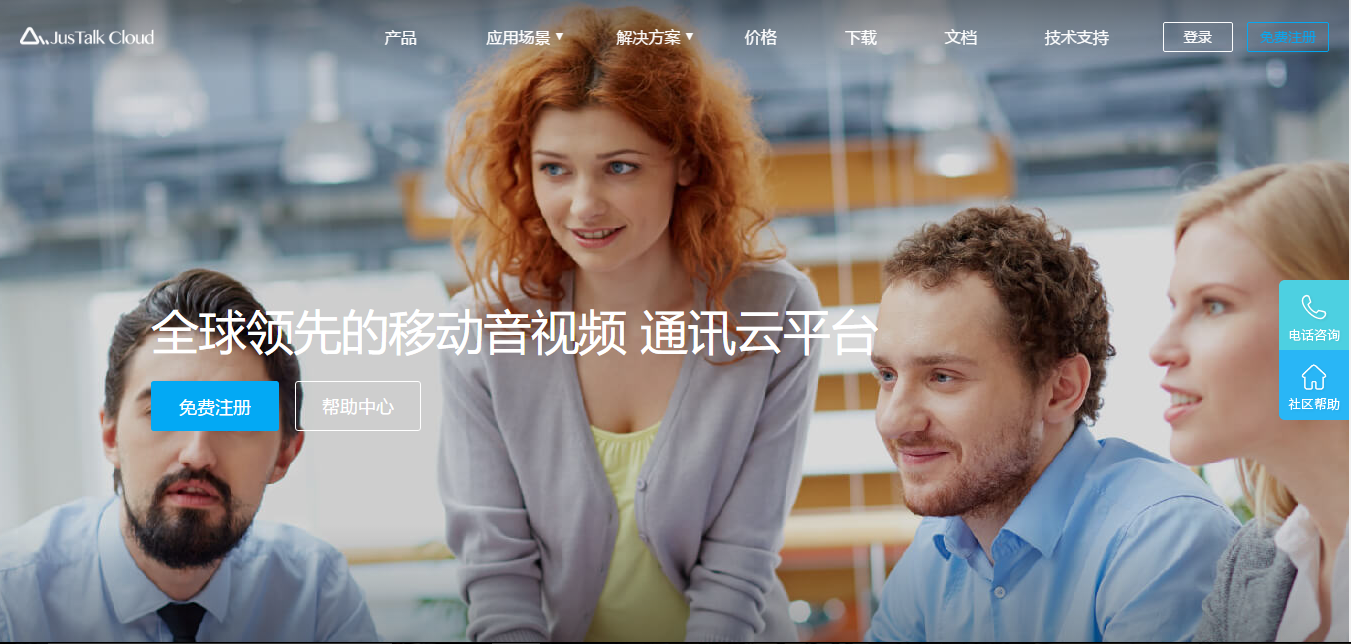 JusTalk Cloud
产品
应用场景▼
解决方案▼
价格
下载
文档
技术支持
登录
免费注册
全球领先的移动音视频 通讯云平台
免费注册
帮助中心
电话咨询
社区帮助